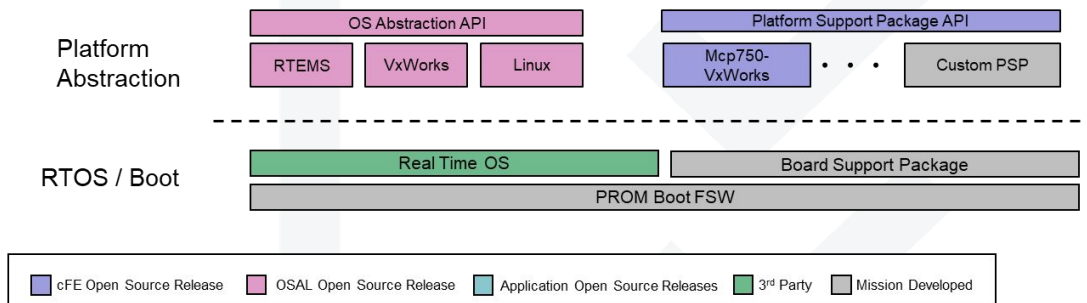 OS Abstraction API
Platform Support Package API
Platform
Abstraction
RTEMS
VxWorks
Linux
Mcp750-
VxWorks
• • •
Custom PSP
RTOS / Boot
Real Time OS
Board Support Package
PROM Boot FSW
cFE Open Source Release
OSAL Open Source Release
Application Open Source Releases
3rd Party
Mission Developed